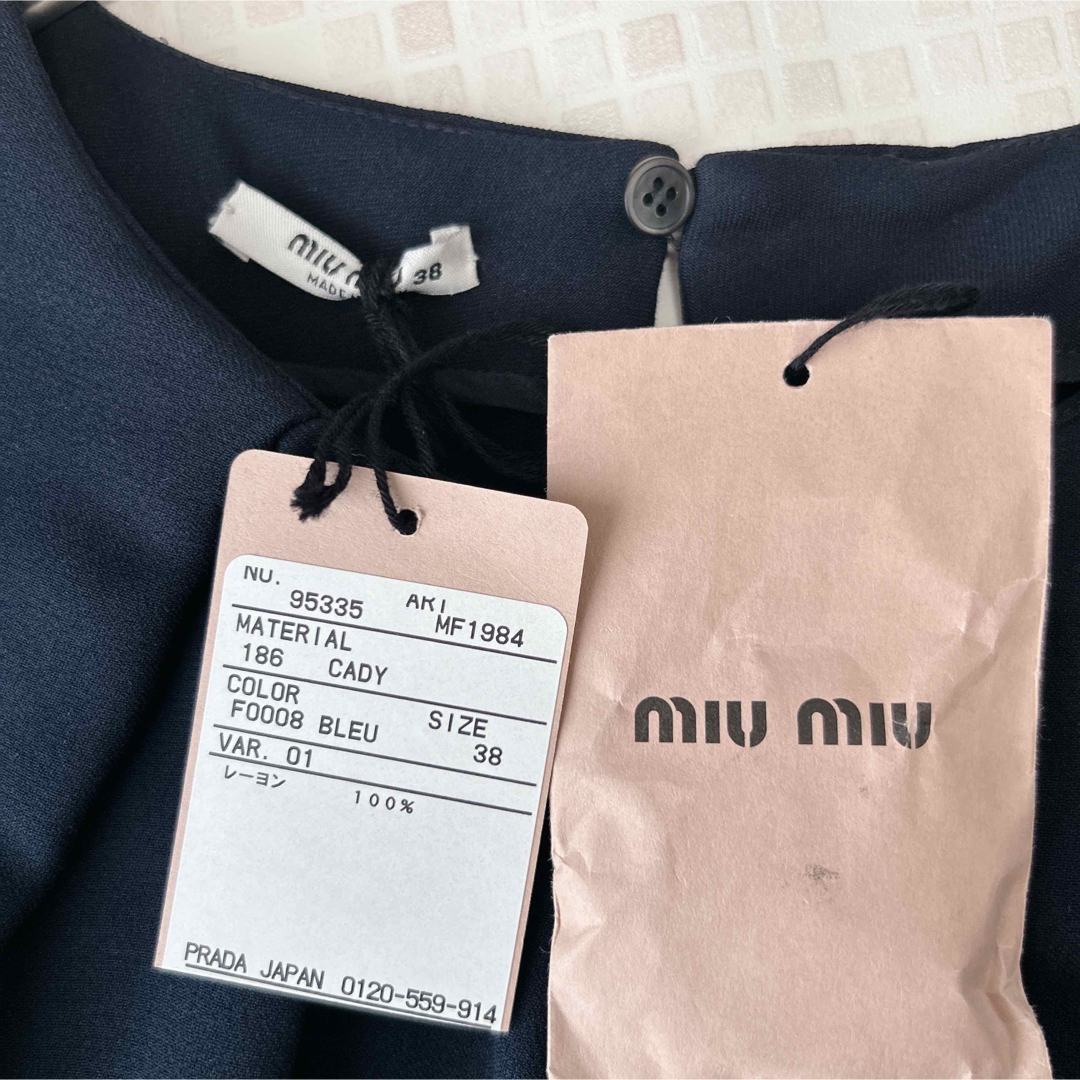 miu miu 38
MADE
NU. ART
95335 MF1984
MATERIAL
186 CADY
COLOR SIZE
F0008 BLEU 38
VAR. 01
レーヨン 100%
PRADA JAPAN 0120-559-914
miu miu